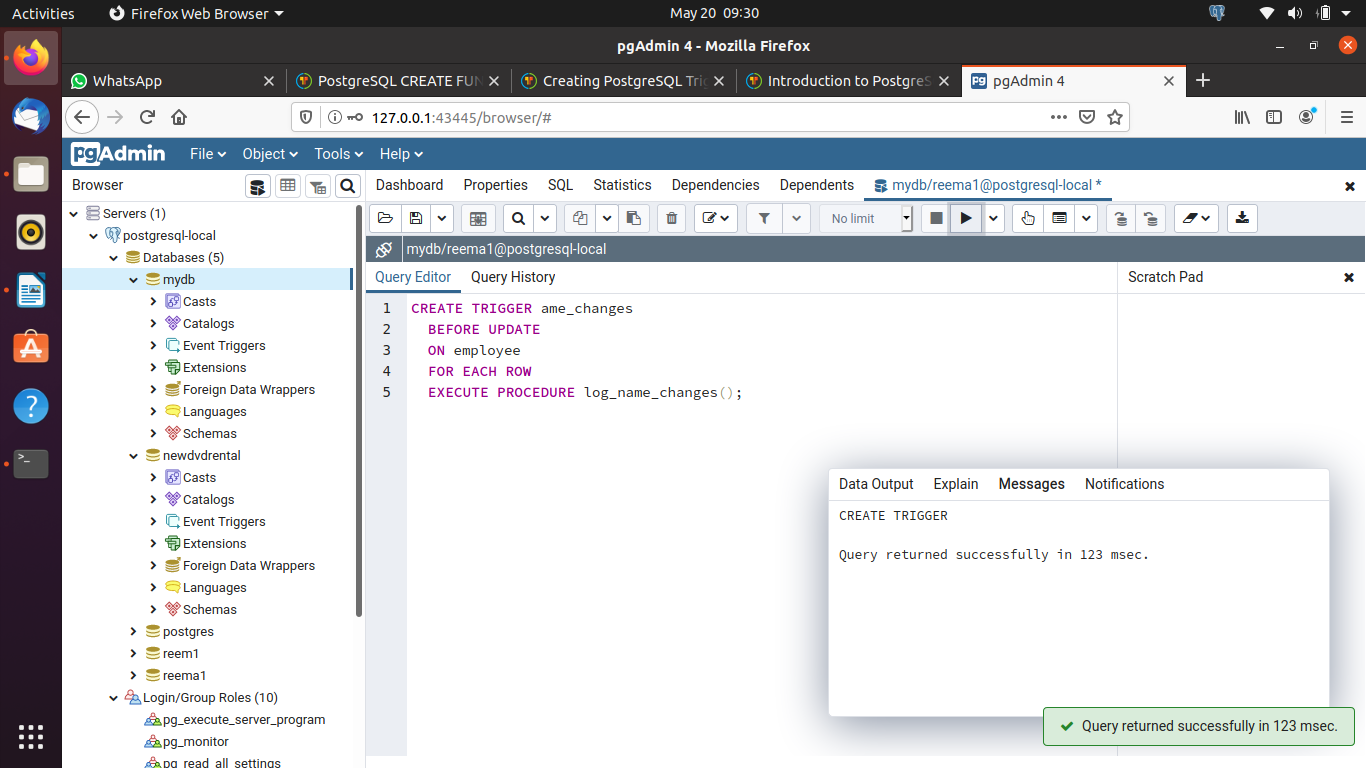 Activities
Firefox Web Browser
May 20 09:30
pgAdmin 4 - Mozilla Firefox
WhatsApp
PostgreSQL CREATE FUN
Creating PostgreSQL Trig
Introduction to PostgreS
pgAdmin 4
127.0.0.1:43445/browser/#
pgAdmin
File
Object
Tools
Help
Browser
Dashboard
Properties
SQL
Statistics
Dependencies
Dependents
mydb/reema1@postgresql-local *
No limit
mydb/reema1@postgresql-local
Query Editor
Query History
Scratch Pad
Servers (1)
postgresql-local
Databases (5)
mydb
Casts
Catalogs
Event Triggers
Extensions
Foreign Data Wrappers
Languages
Schemas
newdvdrental
Casts
Catalogs
Event Triggers
Extensions
Foreign Data Wrappers
Languages
Schemas
postgres
reem1
reema1
Login/Group Roles (10)
pg_execute_server_program
pg_monitor
pg_read_all_settings
1 CREATE TRIGGER ame_changes
2 BEFORE UPDATE
3 ON employee
4 FOR EACH ROW
5 EXECUTE PROCEDURE log_name_changes();
Data Output
Explain
Messages
Notifications
CREATE TRIGGER
Query returned successfully in 123 msec.
Query returned successfully in 123 msec.